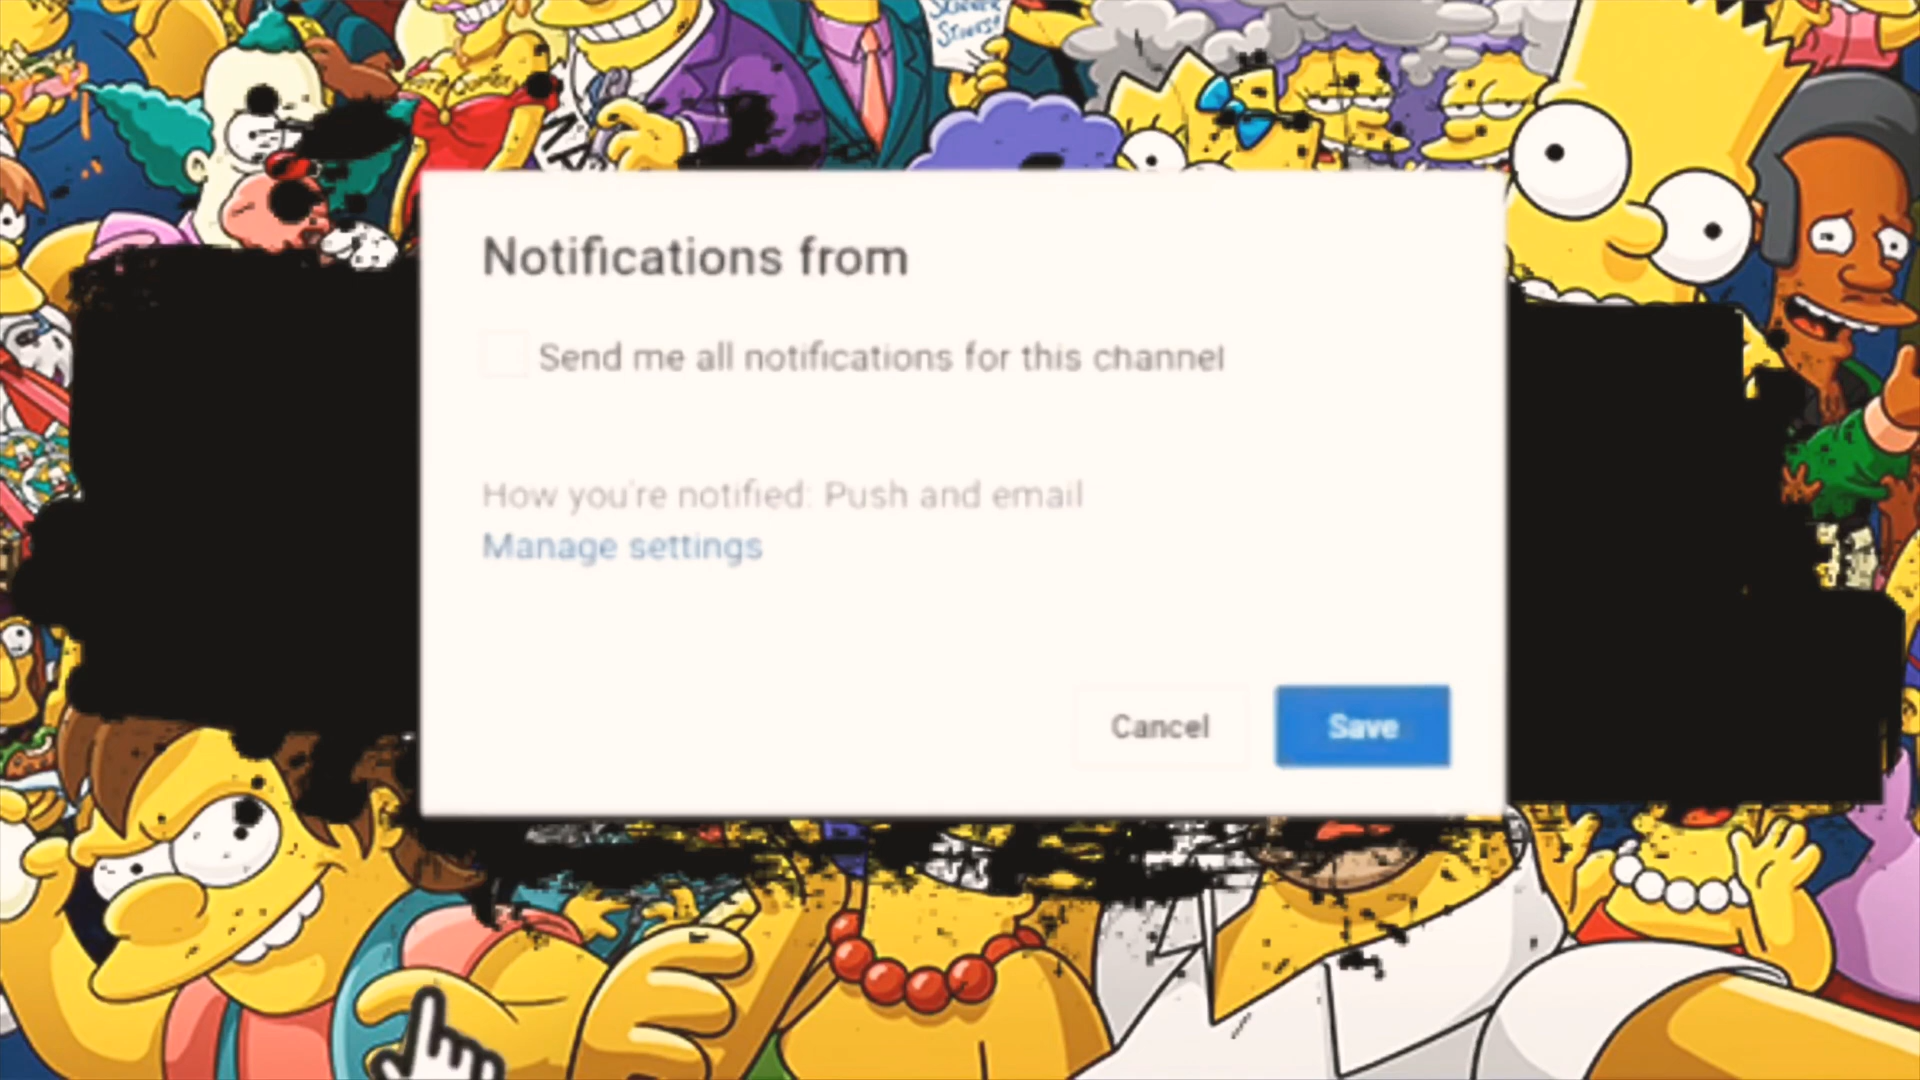 Notifications from
Send me all notifications for this channel
How you're notified: Push and email
Manage settings
Cancel
Save